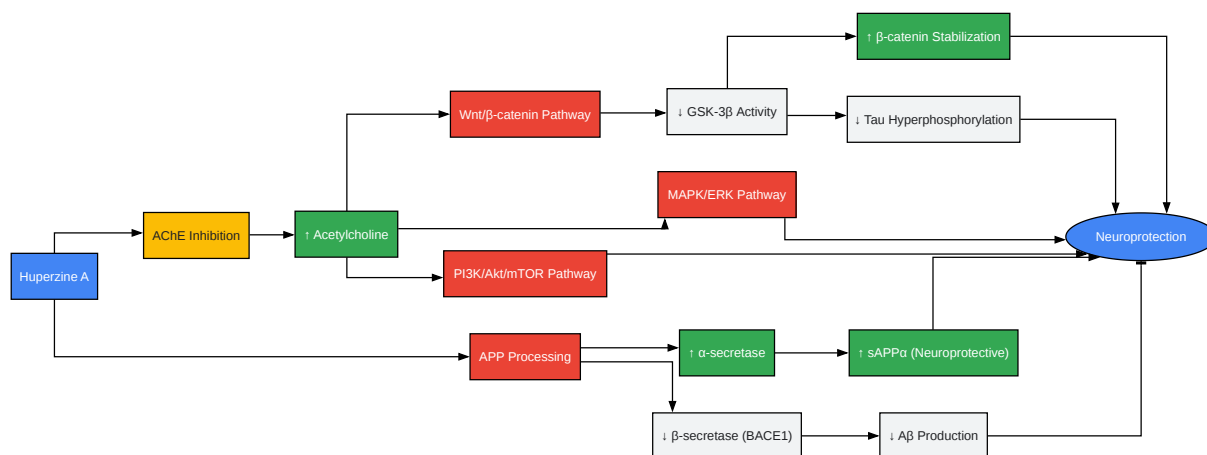 ↑ β-catenin Stabilization
Wnt/β-catenin Pathway
↓ GSK-3β Activity
↓ Tau Hyperphosphorylation
MAPK/ERK Pathway
AChE Inhibition
↑ Acetylcholine
Neuroprotection
Huperzine A
PI3K/Akt/mTOR Pathway
APP Processing
↑ α-secretase
↑ sAPPα (Neuroprotective)
↓ β-secretase (BACE1)
↓ Aβ Production